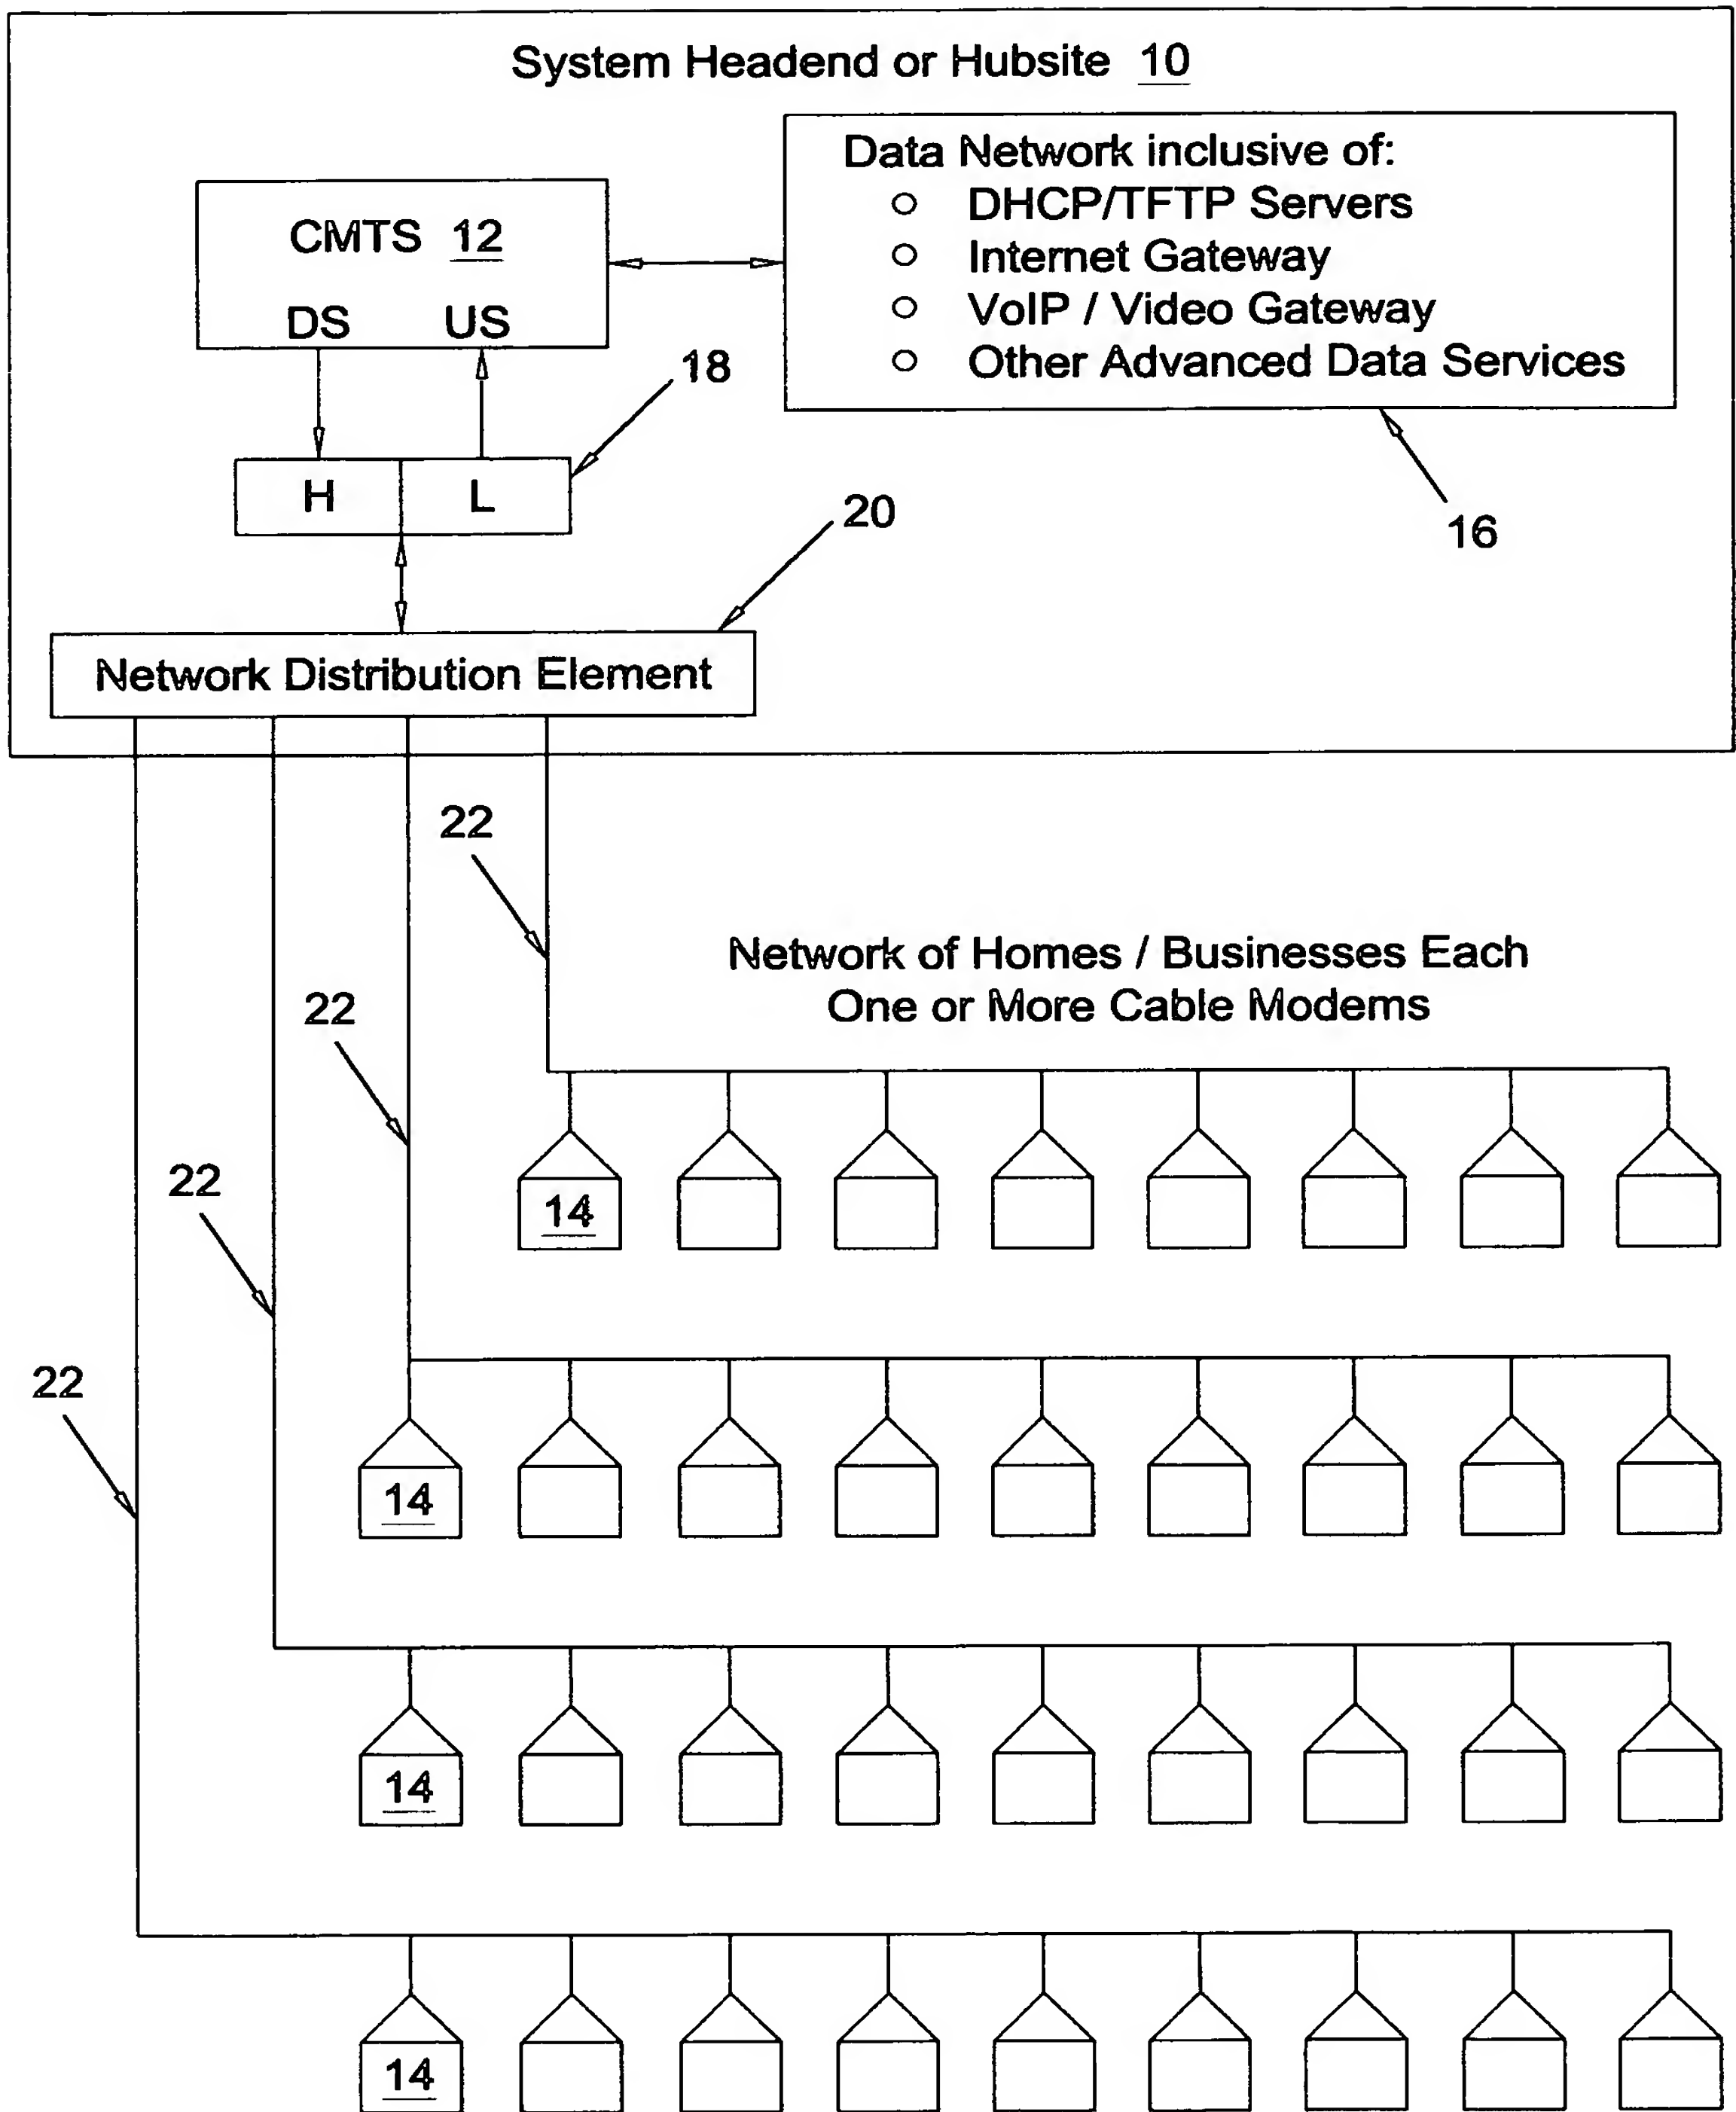 System Headend or Hubsite 10
Data Network inclusive of:
○ DHCP/TFTP Servers
○ Internet Gateway
○ VoIP / Video Gateway
○ Other Advanced Data Services
CMTS 12
DS US
18
H L
20
16
Network Distribution Element
22
Network of Homes / Businesses Each
One or More Cable Modems
22
22
14
22
14
14
14